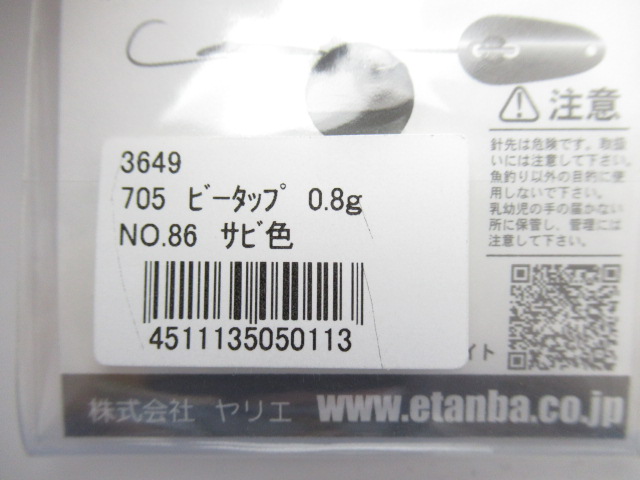 3649
705 ﾋﾞｰﾀｯﾌﾟ 0.8g
NO.86 ｻﾋﾞ色
4511135050113
注意
針先は危険です。取扱
いには注意して下さい。
魚釣り以外の目的に使
用しないで下さい。
乳幼児の手の届かない
所に保管し、管理には
注意して下さい。
イト
株式会社 ヤリエ www.etanba.co.jp